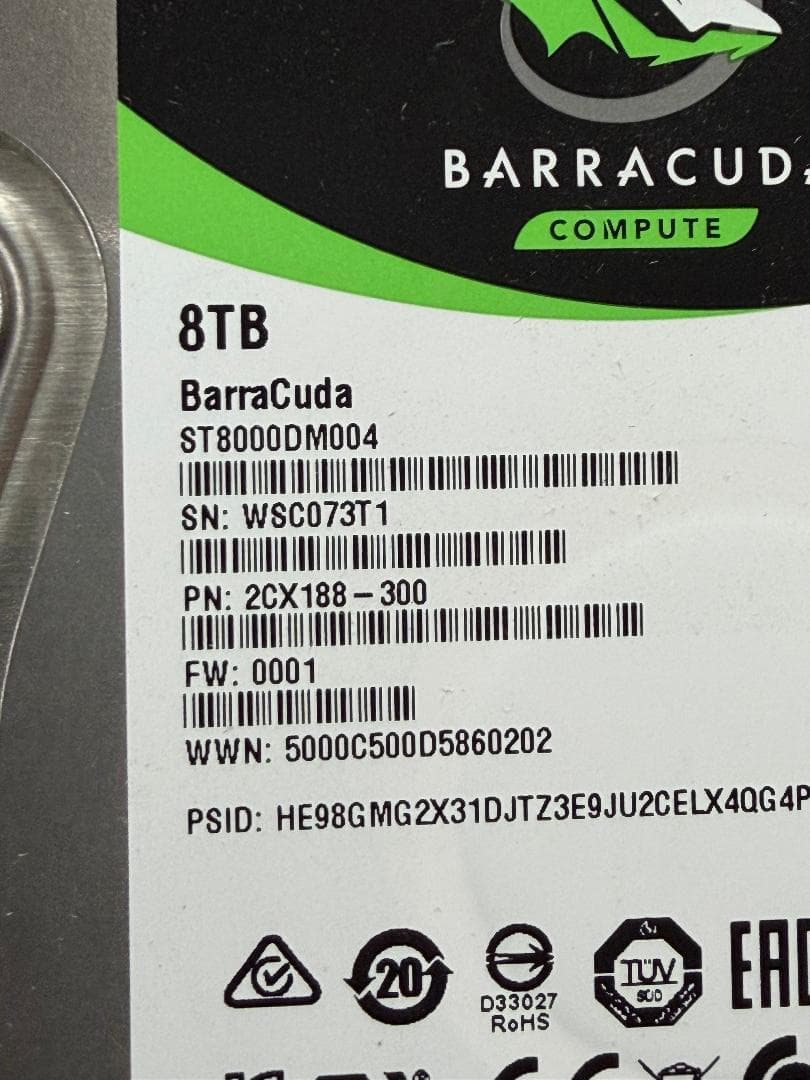 BARRACUDA
COMPUTE
8TB
BarraCuda
ST8000DM004
SN: WSC073T1
PN: 2CX188-300
FW: 0001
WWN: 5000C500D5860202
PSID: HE98GMG2X31DJTZ3E9JU2CELX4QG4P
20
D33027
RoHS
TÜV
SÜD
EAC